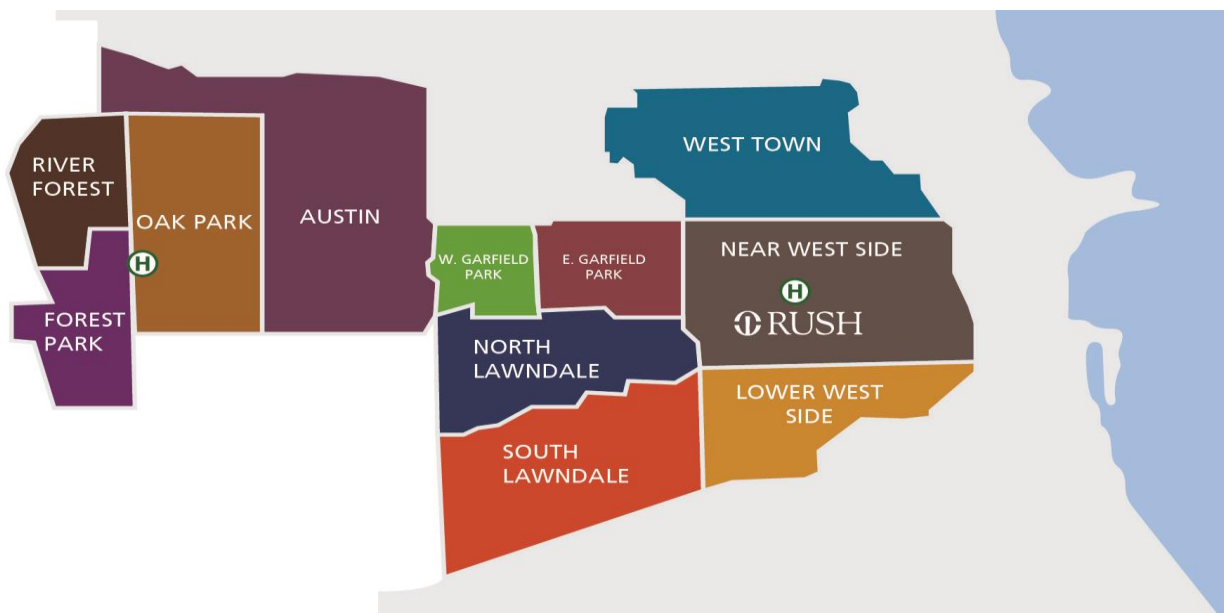 WEST TOWN
RIVER
FOREST
OAK PARK
AUSTIN
W. GARFIELD
PARK
E. GARFIELD
PARK
NEAR WEST SIDE
H
H
RUSH
FOREST
PARK
NORTH
LAWNDALE
LOWER WEST
SIDE
SOUTH
LAWNDALE